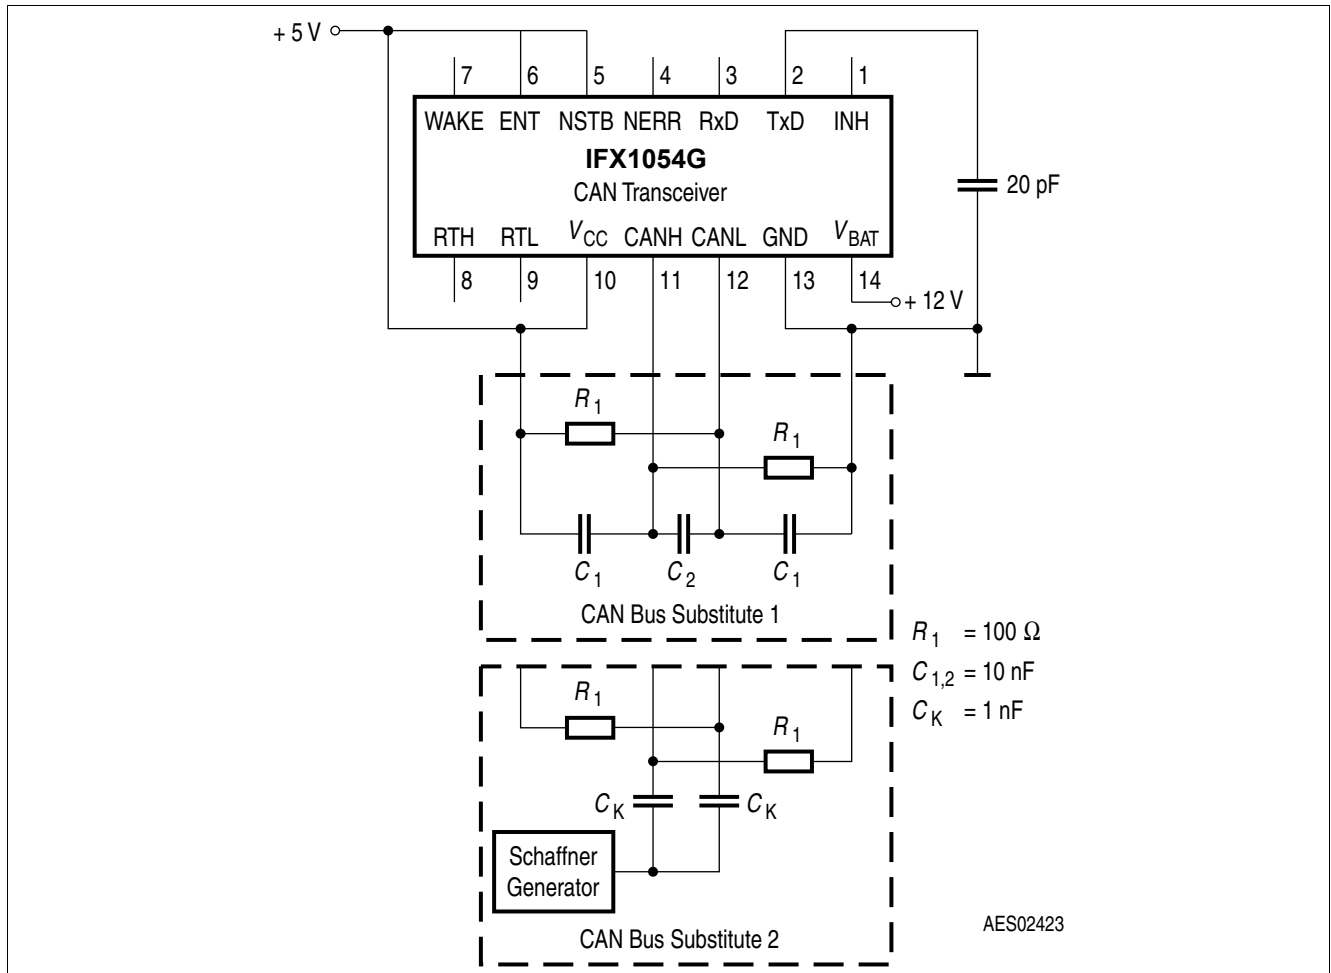 + 5 V
7 6 5 4 3 2 1
WAKE ENT NSTB NERR RxD TxD INH
IFX1054G
CAN Transceiver
20 pF
RTH RTL VCC CANH CANL GND VBAT
8 9 10 11 12 13 14
+ 12 V
R1
R1
C1 C2 C1
CAN Bus Substitute 1
R1 = 100 Ω
C1,2 = 10 nF
CK = 1 nF
R1
R1
CK CK
Schaffner
Generator
CAN Bus Substitute 2
AES02423